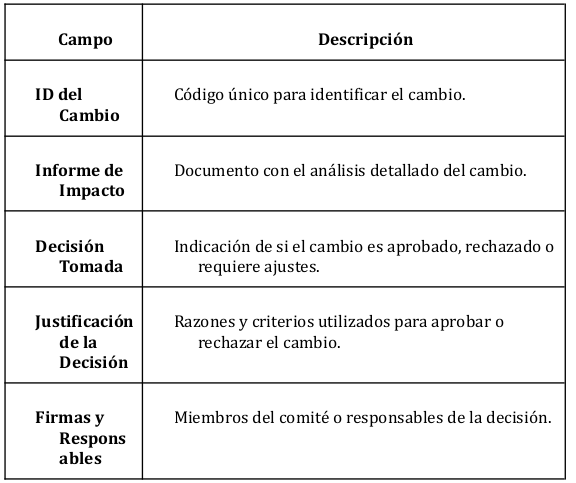 Campo Descripción
ID del Código único para identificar el cambio.
Cambio
Informe de Documento con el análisis detallado del cambio.
Impacto
Decisión Indicación de si el cambio es aprobado, rechazado o
Tomada requiere ajustes.
Justificación Razones y criterios utilizados para aprobar o
de la rechazar el cambio.
Decisión
Firmas y Miembros del comité o responsables de la decisión.
Respons
ables